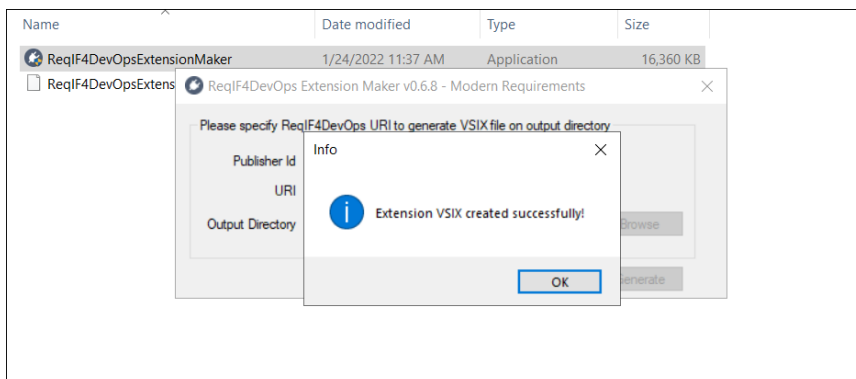 Name Date modified Type Size
ReqIF4DevOpsExtensionMaker 1/24/2022 11:37 AM Application 16,360 KB
ReqIF4DevOpsExtens
ReqIF4DevOps Extension Maker v0.6.8 - Modern Requirements
Please specify ReqIF4DevOps URI to generate VSIX file on output directory
Info
Publisher Id
URI
Extension VSIX created successfully!
Output Directory
Browse
OK
Generate